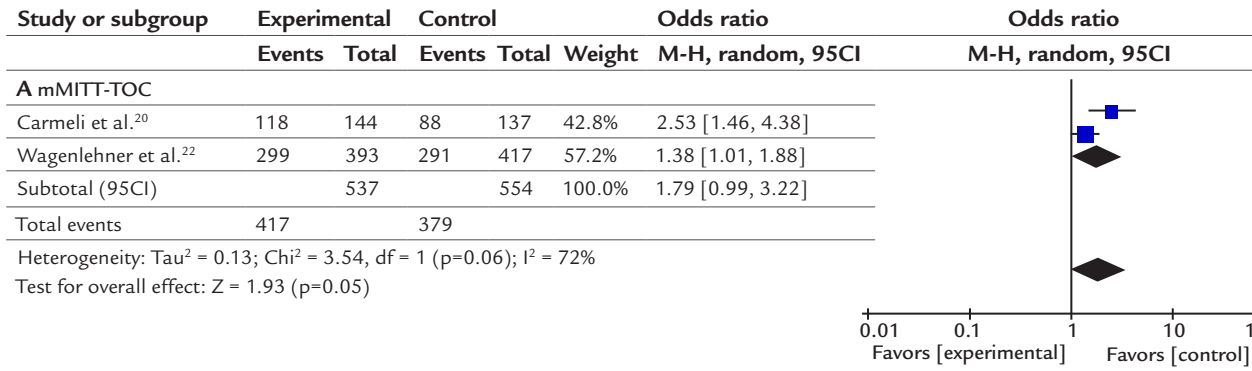 Study or subgroup Experimental Control Odds ratio Odds ratio
Events Total Events Total Weight M-H, random, 95CI M-H, random, 95CI
A mMITT-TOC
Carmeli et al.²⁰ 118 144 88 137 42.8% 2.53 [1.46, 4.38]
Wagenlehner et al.²² 299 393 291 417 57.2% 1.38 [1.01, 1.88]
Subtotal (95CI) 537 554 100.0% 1.79 [0.99, 3.22]
Total events 417 379
Heterogeneity: Tau² = 0.13; Chi² = 3.54, df = 1 (p=0.06); I² = 72%
Test for overall effect: Z = 1.93 (p=0.05)
0.01 0.1 1 10
Favors [experimental] Favors [control]